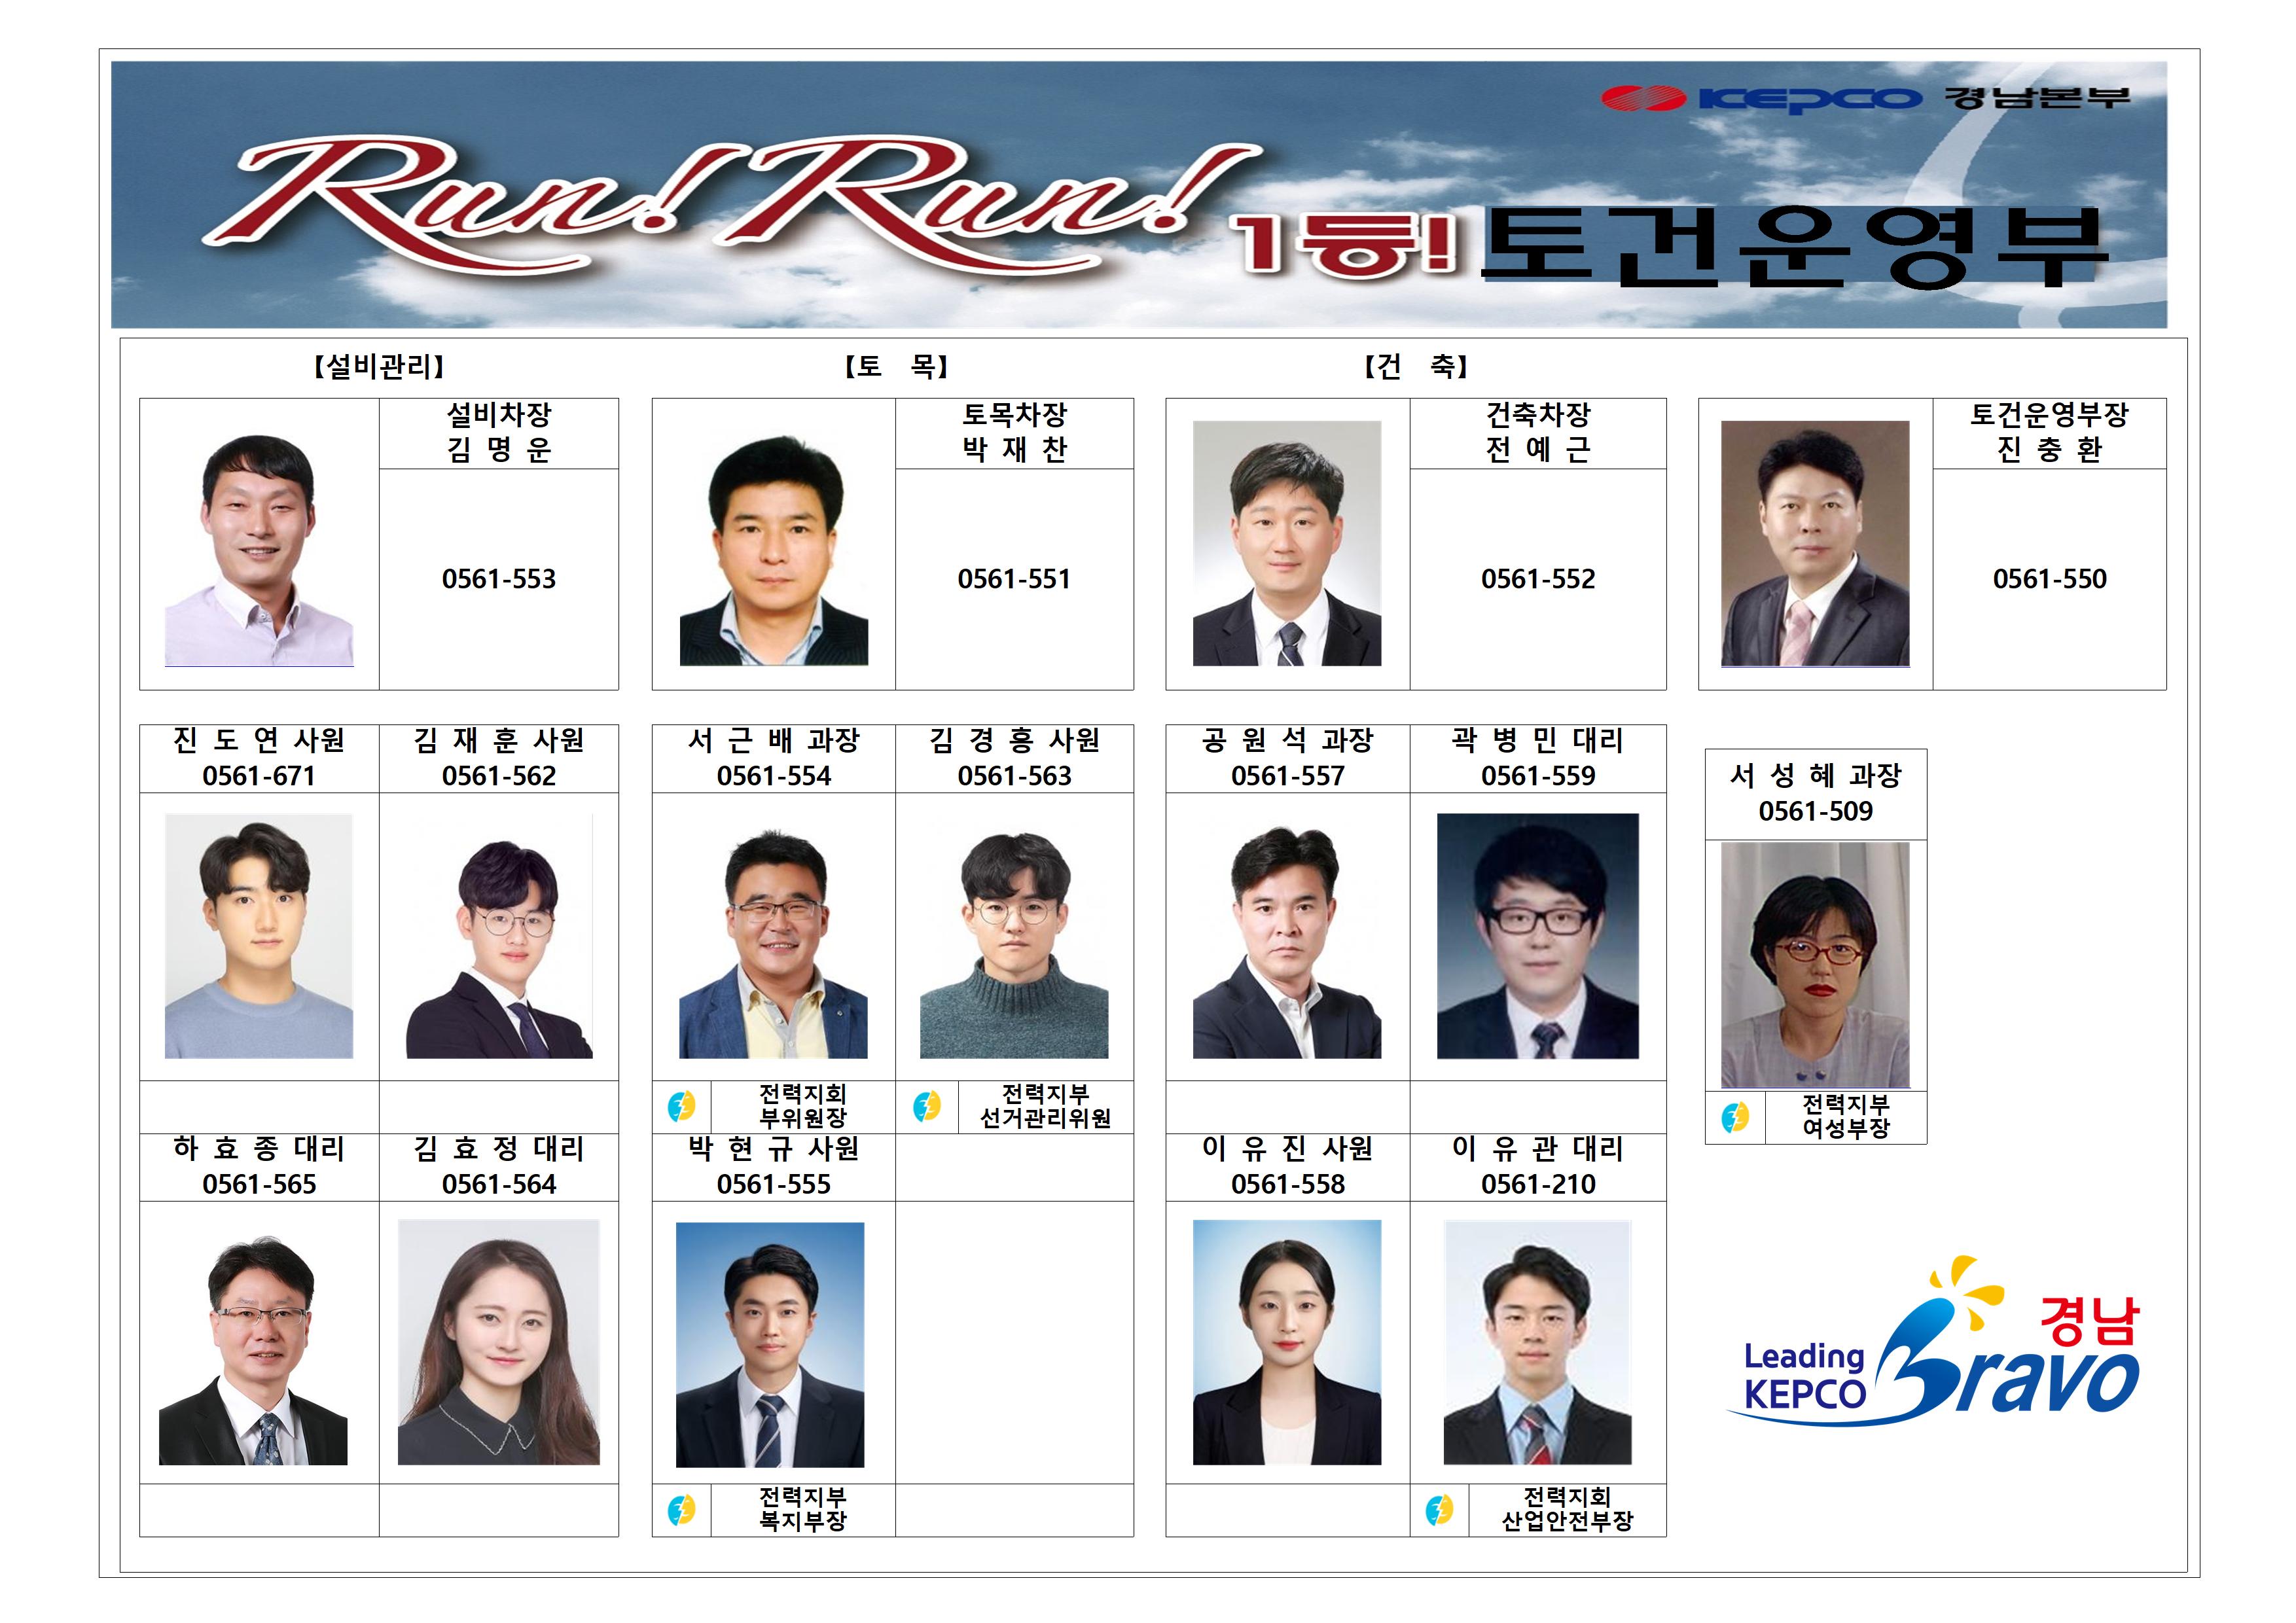 KEPCO 경남본부
Run! Run! 1등! 토건운영부
【설비관리】
【토 목】
【건 축】
설비차장
김 명 운
0561-553
토목차장
박 재 찬
0561-551
건축차장
전 예 근
0561-552
토건운영부장
진 충 환
0561-550
진 도 연 사원
0561-671
김 재 훈 사원
0561-562
서 근 배 과장
0561-554
전력지회
부위원장
김 경 흥 사원
0561-563
전력지부
선거관리위원
공 원 석 과장
0561-557
곽 병 민 대리
0561-559
서 성 혜 과장
0561-509
전력지부
여성부장
하 효 종 대리
0561-565
김 효 정 대리
0561-564
박 현 규 사원
0561-555
전력지부
복지부장
이 유 진 사원
0561-558
이 유 관 대리
0561-210
전력지회
산업안전부장
경남
Leading
KEPCO
Bravo